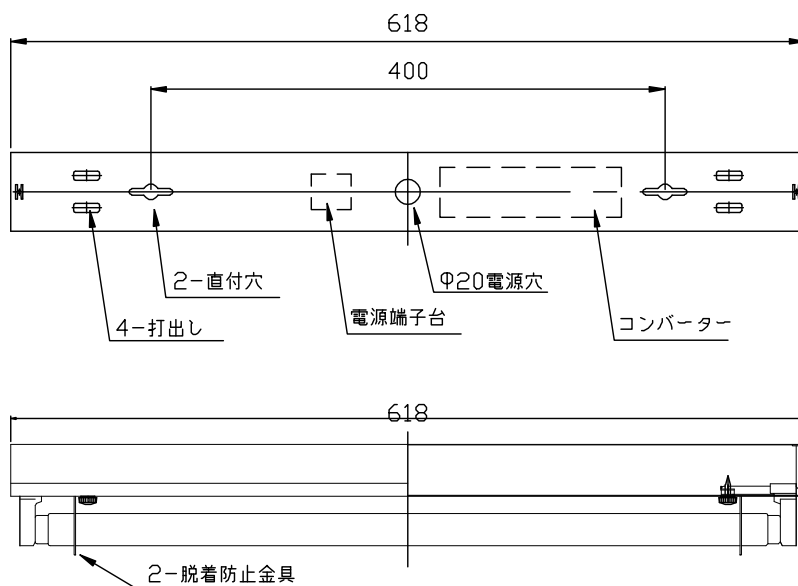 618
400
2-直付穴
4-打出し
電源端子台
Φ20電源穴
コンバーター
618
2-脱着防止金具